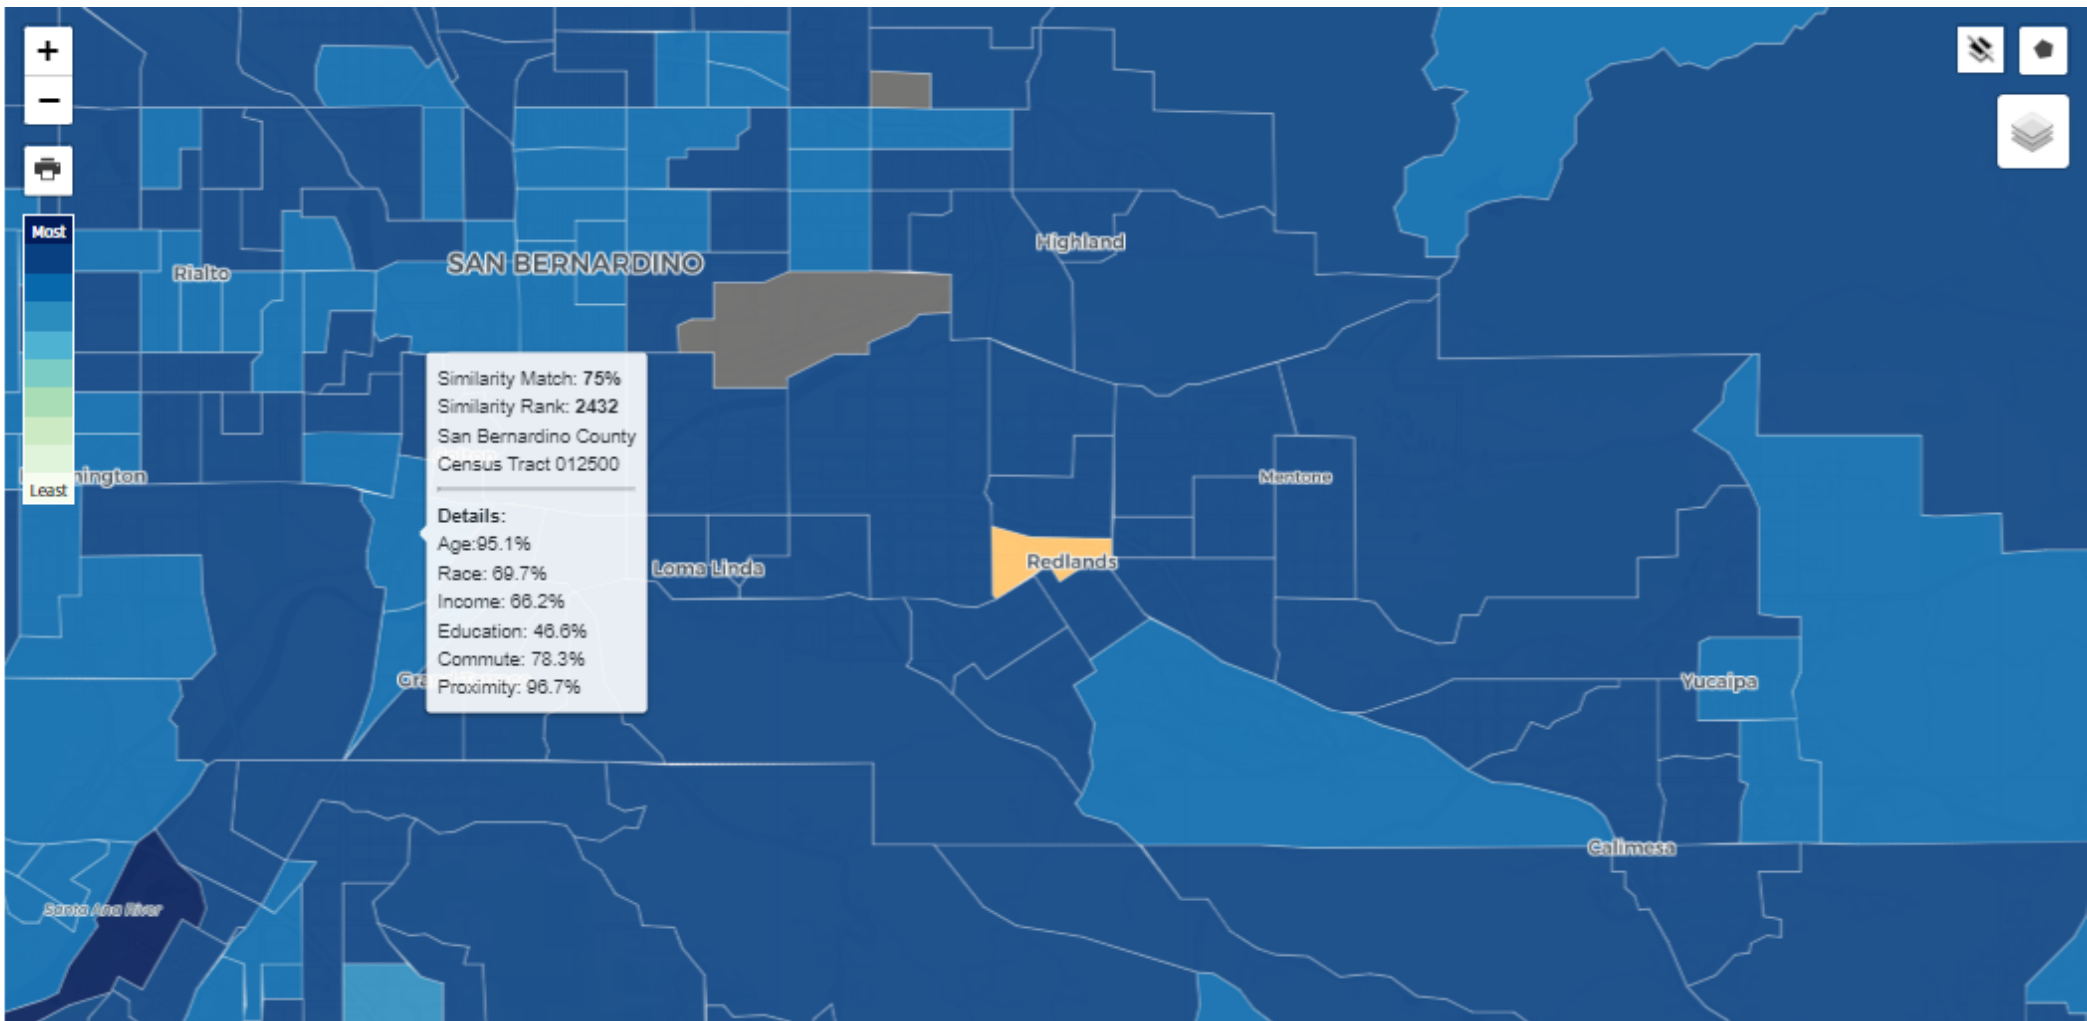 +
−
Most
Least
SAN BERNARDINO
Rialto
Highland
Similarity Match: 75%
Similarity Rank: 2432
San Bernardino County
Census Tract 012500
Details:
Age:95.1%
Race: 69.7%
Income: 66.2%
Education: 46.6%
Commute: 78.3%
Proximity: 96.7%
Mentone
Loma Linda
Redlands
Yucaipa
Calimesa
Santa Ana River